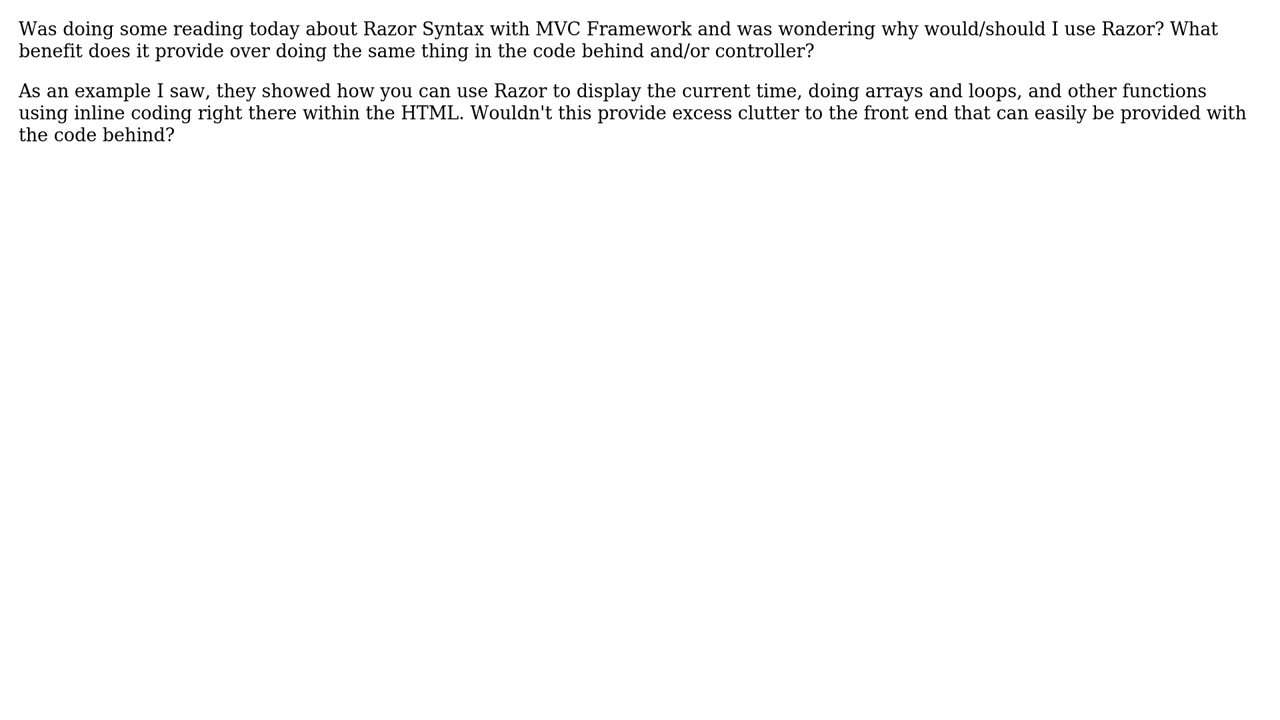 Was doing some reading today about Razor Syntax with MVC Framework and was wondering why would/should I use Razor? What
benefit does it provide over doing the same thing in the code behind and/or controller?
As an example I saw, they showed how you can use Razor to display the current time, doing arrays and loops, and other functions
using inline coding right there within the HTML. Wouldn't this provide excess clutter to the front end that can easily be provided with
the code behind?